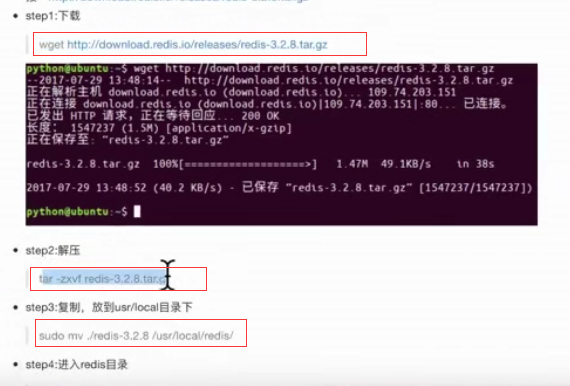 step1:下载
wget http://download.redis.io/releases/redis-3.2.8.tar.gz
python@ubuntu:~$ wget http://download.redis.io/releases/redis-3.2.8.tar.gz
--2017-07-29 13:48:14-- http://download.redis.io/releases/redis-3.2.8.tar.gz
正在解析主机 download.redis.io (download.redis.io)... 109.74.203.151
正在连接 download.redis.io (download.redis.io)|109.74.203.151|:80... 已连接。
已发出 HTTP 请求，正在等待回应... 200 OK
长度： 1547237 (1.5M) [application/x-gzip]
正在保存至: “redis-3.2.8.tar.gz”
redis-3.2.8.tar.gz 100%[===================>] 1.47M 49.1KB/s in 38s
2017-07-29 13:48:52 (40.2 KB/s) - 已保存 “redis-3.2.8.tar.gz” [1547237/1547237])
python@ubuntu:~$
step2:解压
tar -zxvf redis-3.2.8.tar.g
step3:复制，放到usr/local目录下
sudo mv ./redis-3.2.8 /usr/local/redis/
step4:进入redis目录